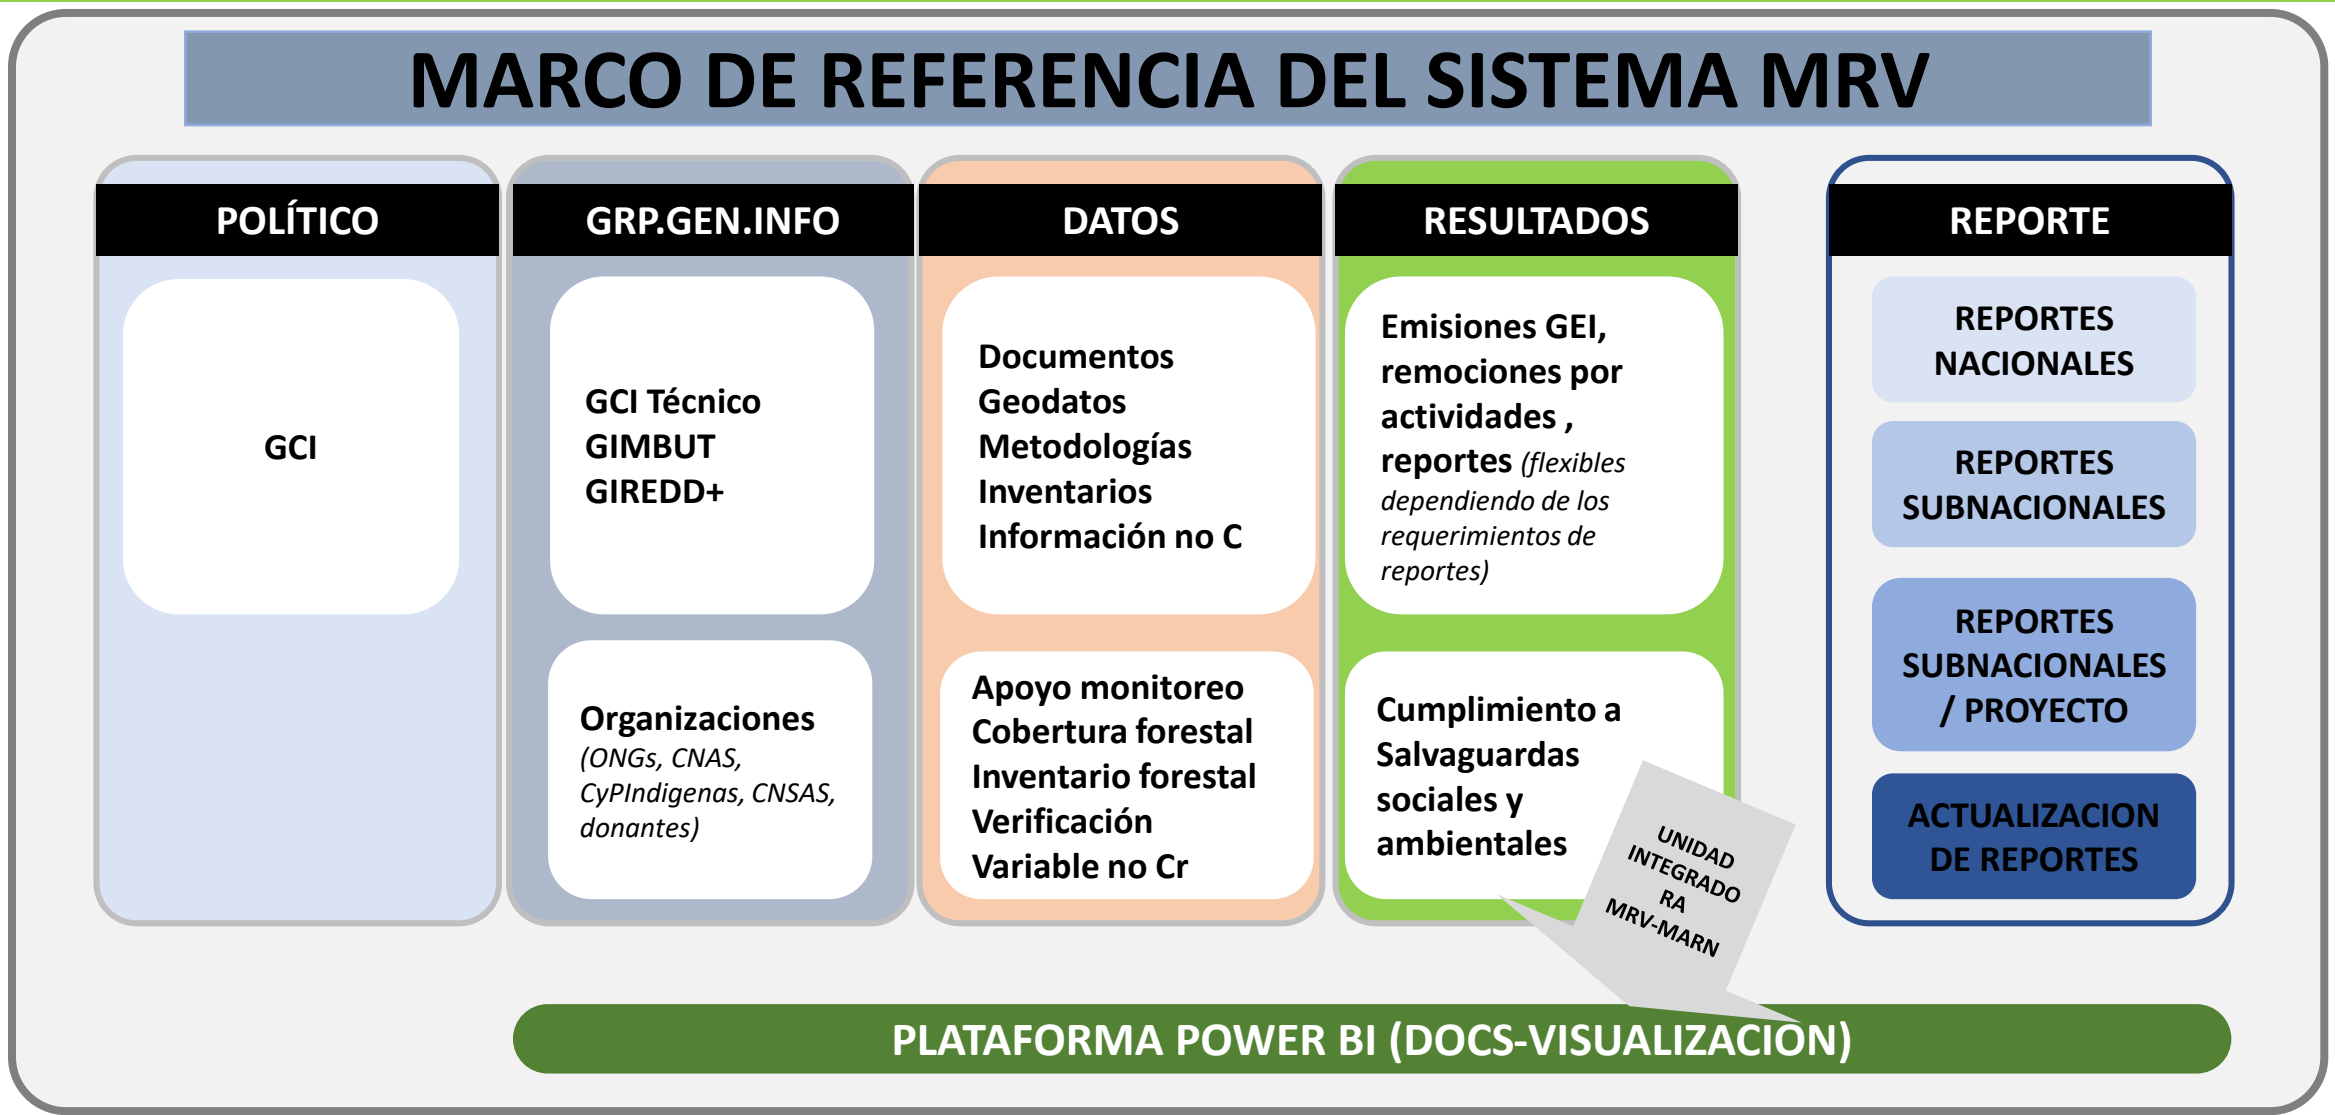 MARCO DE REFERENCIA DEL SISTEMA MRV
POLÍTICO
GCI
GRP.GEN.INFO
GCI Técnico
GIMBUT
GIREDD+
Organizaciones
(ONGs, CNAS,
CyPIndigenas, CNSAS,
donantes)
DATOS
Documentos
Geodatos
Metodologías
Inventarios
Información no C
Apoyo monitoreo
Cobertura forestal
Inventario forestal
Verificación
Variable no Cr
RESULTADOS
Emisiones GEI,
remociones por
actividades ,
reportes (flexibles
dependiendo de los
requerimientos de
reportes)
Cumplimiento a
Salvaguardas
sociales y
ambientales
UNIDAD
INTEGRADO
RA
MRV-MARN
REPORTE
REPORTES
NACIONALES
REPORTES
SUBNACIONALES
REPORTES
SUBNACIONALES
/ PROYECTO
ACTUALIZACION
DE REPORTES
PLATAFORMA POWER BI (DOCS-VISUALIZACIÓN)